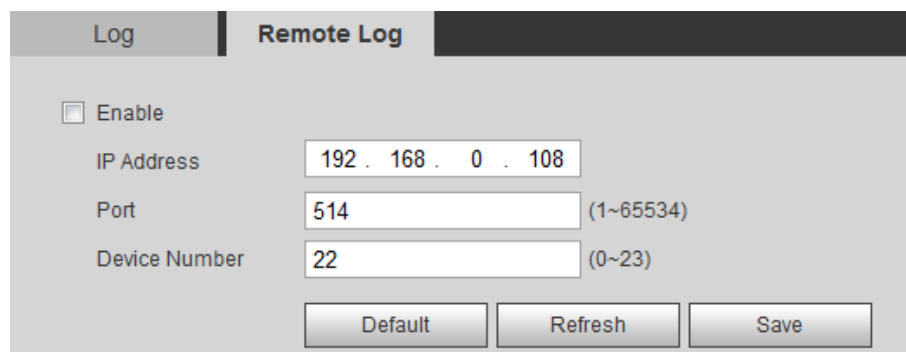 Log Remote Log
Enable
IP Address 192 . 168 . 0 . 108
Port 514 (1~65534)
Device Number 22 (0~23)
Default Refresh Save